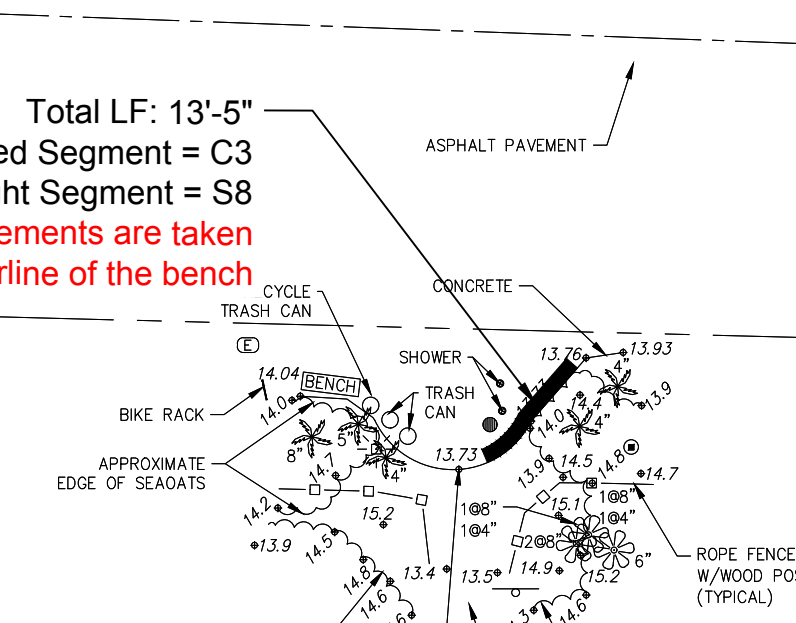 Total LF: 13'-5"
ed Segment = C3
ht Segment = S8
ements are taken
rline of the bench
ASPHALT PAVEMENT
CYCLE
TRASH CAN
CONCRETE
E
SHOWER
13.76
13.93
14.04
BENCH
TRASH
CAN
4"
14.4
13.9
BIKE RACK
14.0
14.0
4"
5"
8"
APPROXIMATE
EDGE OF SEAOATS
14.7
4"
13.73
13.9
14.5
14.8
14.7
14.2
15.2
1@8"
1@4"
15.1
1@8"
1@4"
13.9
14.5
2@8"
6"
ROPE FENCE
W/WOOD POS
(TYPICAL)
14.8
14.6
13.4
13.5
14.9
15.2
14.6